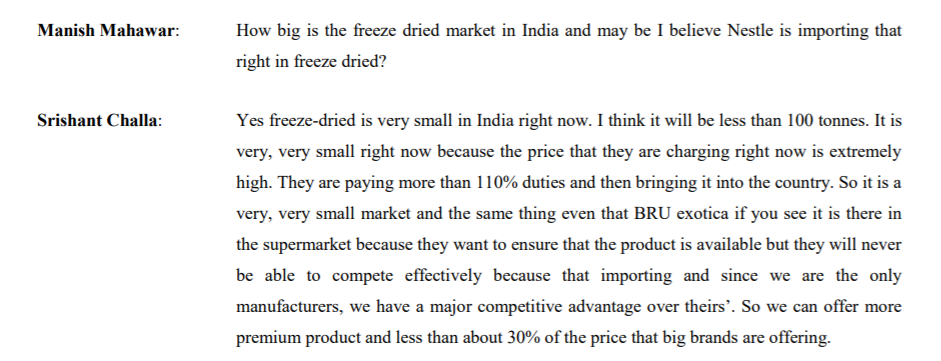 Manish Mahawar: How big is the freeze dried market in India and may be I believe Nestle is importing that
right in freeze dried?
Srishant Challa: Yes freeze-dried is very small in India right now. I think it will be less than 100 tonnes. It is
very, very small right now because the price that they are charging right now is extremely
high. They are paying more than 110% duties and then bringing it into the country. So it is a
very, very small market and the same thing even that BRU exotica if you see it is there in
the supermarket because they want to ensure that the product is available but they will never
be able to compete effectively because that importing and since we are the only
manufacturers, we have a major competitive advantage over theirs’. So we can offer more
premium product and less than about 30% of the price that big brands are offering.